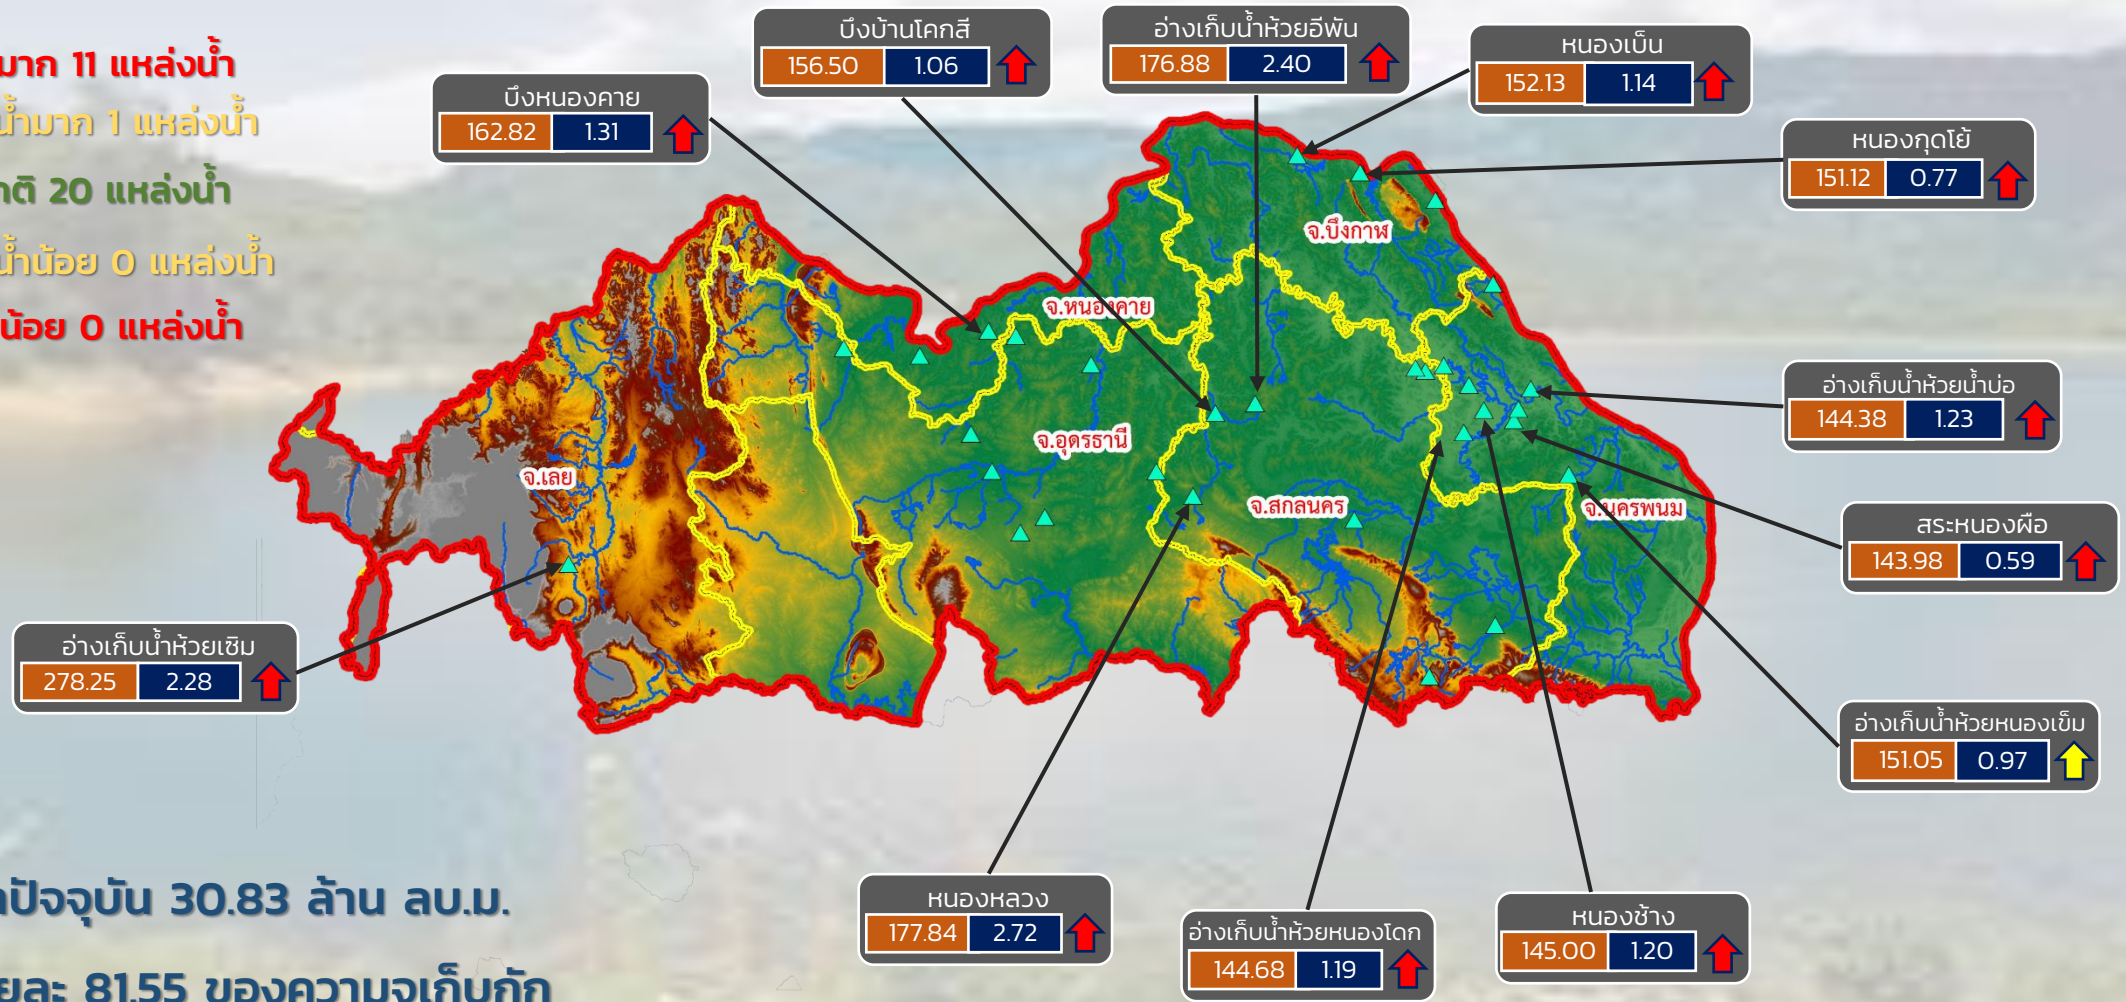 มาก 11 แหล่งน้ำ
น้ำมาก 1 แหล่งน้ำ
กติ 20 แหล่งน้ำ
น้ำน้อย 0 แหล่งน้ำ
น้อย 0 แหล่งน้ำ
บึงบ้านโคกสี
156.50 1.06
อ่างเก็บน้ำห้วยอีพัน
176.88 2.40
หนองเบ็น
152.13 1.14
บึงหนองคาย
162.82 1.31
หนองกุดโย้
151.12 0.77
จ.บึงกาฬ
จ.หนองคาย
จ.อุดรธานี
จ.เลย
จ.สกลนคร
จ.นครพนม
อ่างเก็บน้ำห้วยน้ำบ่อ
144.38 1.23
สระหนองผือ
143.98 0.59
อ่างเก็บน้ำห้วยเซิม
278.25 2.28
อ่างเก็บน้ำห้วยหนองเข็ม
151.05 0.97
หนองหลวง
177.84 2.72
อ่างเก็บน้ำห้วยหนองโดก
144.68 1.19
หนองช้าง
145.00 1.20
ปัจจุบัน 30.83 ล้าน ลบ.ม.
ยละ 81.55 ของความจุเก็บกัก